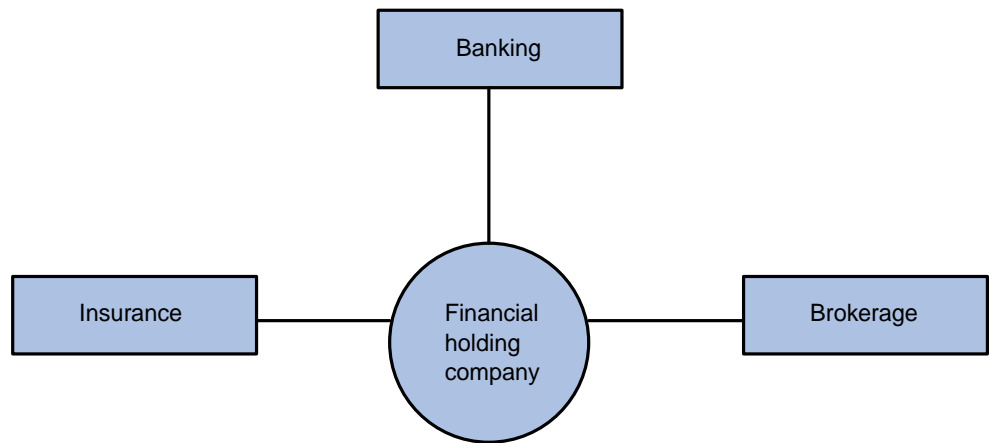 Banking
Insurance
Financial
holding
company
Brokerage